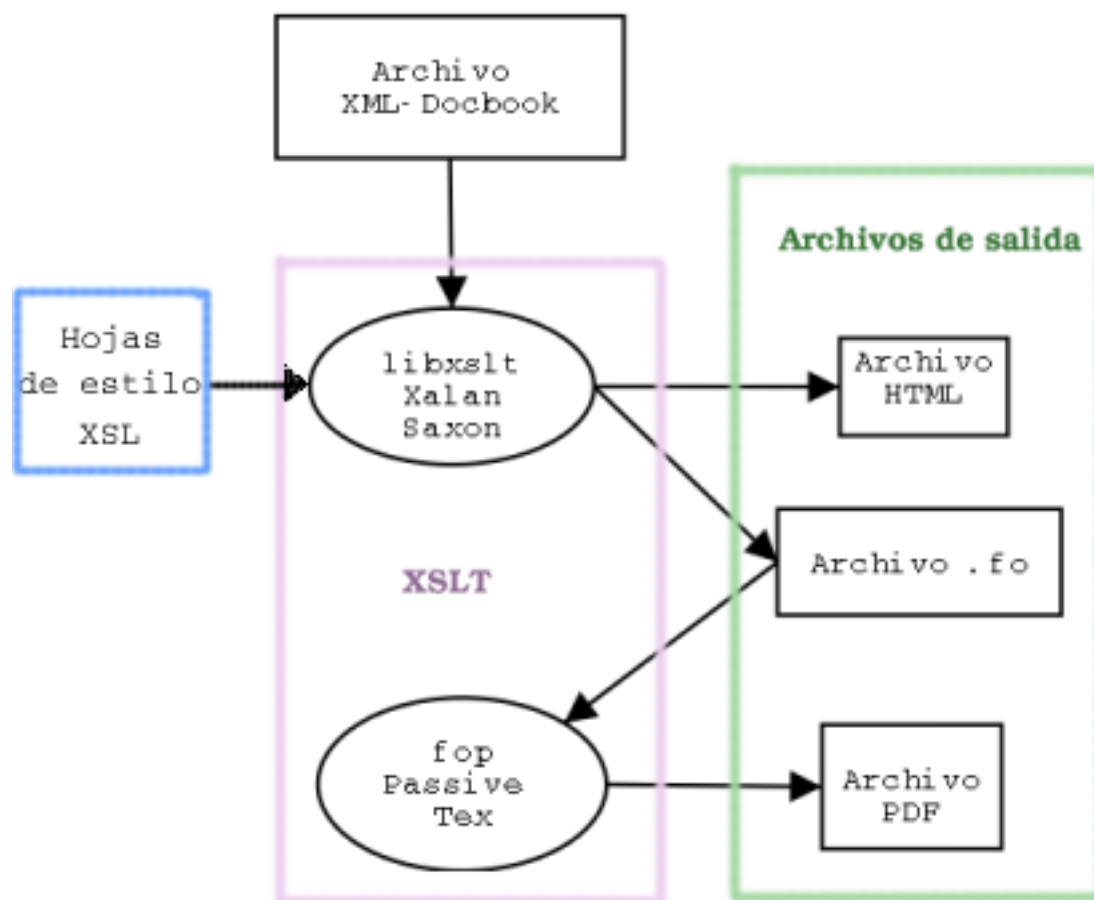 Archivo
XML-Docbook
Archivos de salida
Hojas
de estilo
XSL
libxslt
Xalan
Saxon
Archivo
HTML
XSLT
Archivo .fo
fop
Passive
Tex
Archivo
PDF